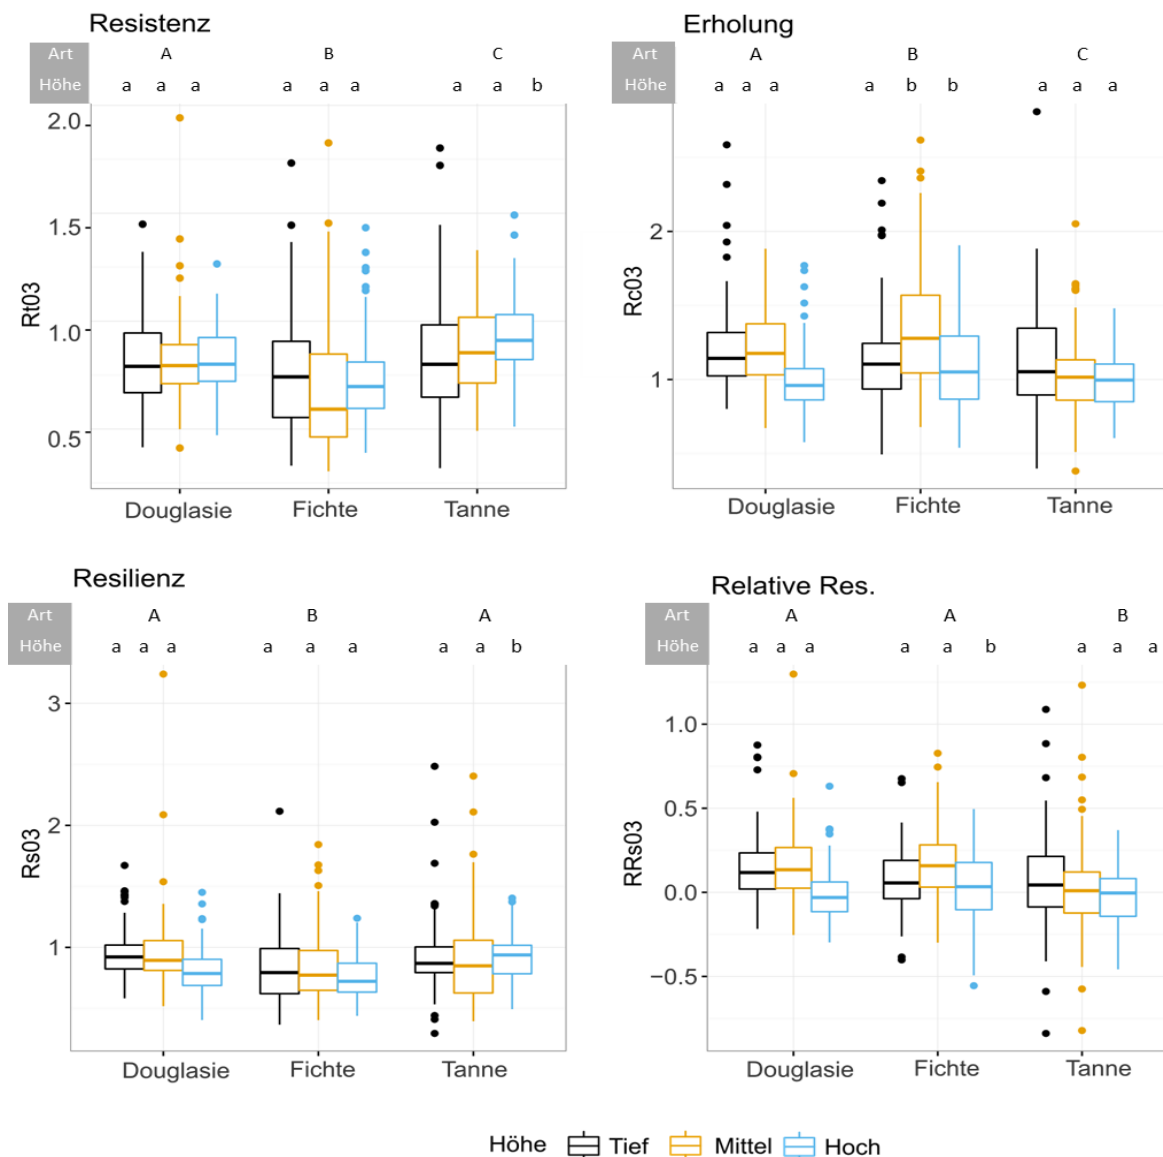 Resistenz
Art A B C
Höhe a a a a a a a a b
2.0
1.5
1.0
0.5
Rt03
Douglasie Fichte Tanne
Erholung
Art A B C
Höhe a a a a b b a a a
2
1
Rc03
Douglasie Fichte Tanne
Resilienz
Art A B A
Höhe a a a a a a a a b
3
2
1
Rs03
Douglasie Fichte Tanne
Relative Res.
Art A A B
Höhe a a a a a b a a a
1.0
0.5
0.0
−0.5
RRs03
Douglasie Fichte Tanne
Höhe Tief Mittel Hoch